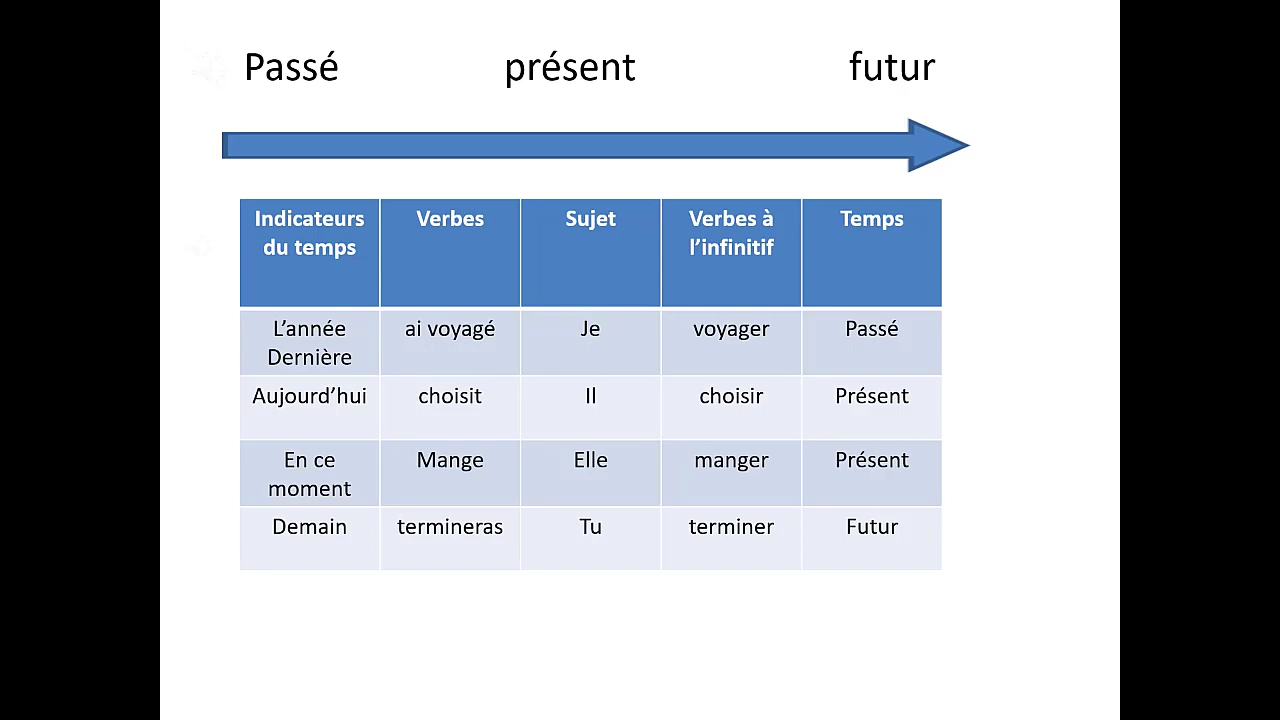 Passé présent futur
Indicateurs du temps Verbes Sujet Verbes à l'infinitif Temps
L'année Dernière ai voyagé Je voyager Passé
Aujourd'hui choisit Il choisir Présent
En ce moment Mange Elle manger Présent
Demain termineras Tu terminer Futur